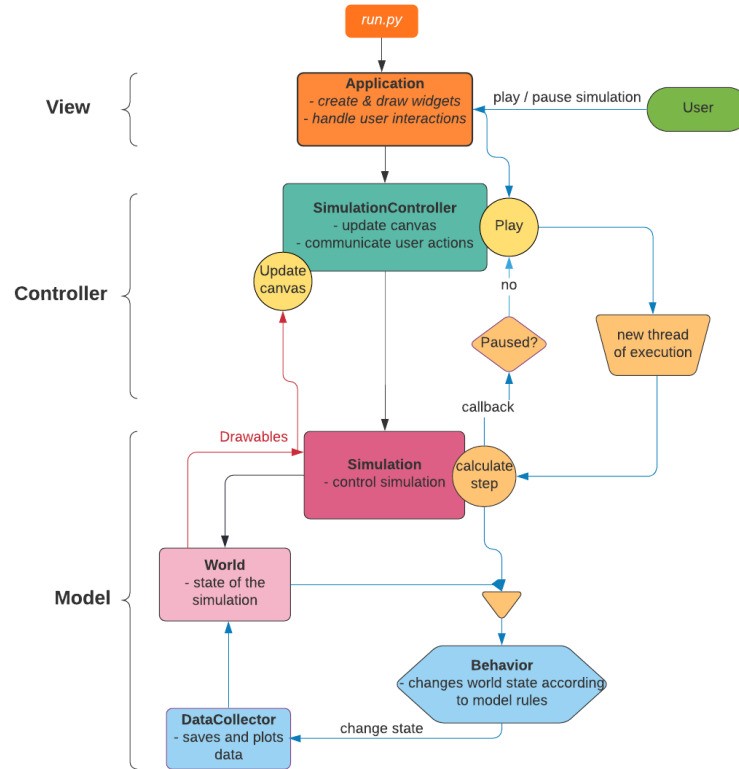 run.py
View
Application
- create & draw widgets
- handle user interactions
play / pause simulation
User
Controller
SimulationController
- update canvas
- communicate user actions
Play
Update
canvas
no
Paused?
new thread
of execution
callback
Drawables
Model
Simulation
- control simulation
calculate
step
World
- state of the
simulation
Behavior
- changes world state according
to model rules
DataCollector
- saves and plots
data
change state